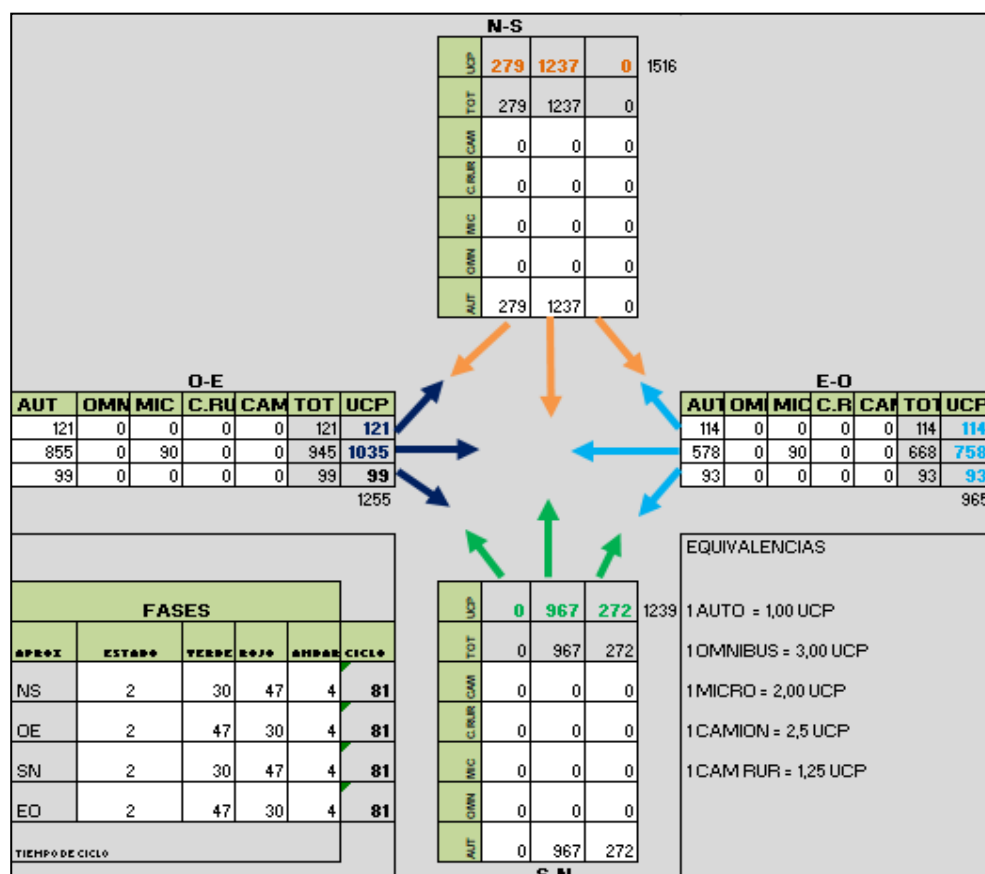 N-S
UCP 279 1237 0 1516
TOT 279 1237 0
CAM 0 0 0
C.RUR 0 0 0
MIC 0 0 0
OMN 0 0 0
AUT 279 1237 0
O-E
AUT OMN MIC C.RU CAM TOT UCP
121 0 0 0 0 121 121
855 0 90 0 0 945 1035
99 0 0 0 0 99 99
1255
E-O
AUT OMI MIC C.R CAI TOT UCP
114 0 0 0 0 114 114
578 0 90 0 0 668 758
93 0 0 0 0 93 93
965
FASES
APROX ESTADO VERDE ROJO AMBAR CICLO
NS 2 30 47 4 81
OE 2 47 30 4 81
SN 2 30 47 4 81
EO 2 47 30 4 81
TIEMPO DE CICLO
UCP 0 967 272 1239
TOT 0 967 272
CAM 0 0 0
C.RUR 0 0 0
MIC 0 0 0
OMN 0 0 0
AUT 0 967 272
S-N
EQUIVALENCIAS
1 AUTO = 1,00 UCP
1 OMNIBUS = 3,00 UCP
1 MICRO = 2,00 UCP
1 CAMION = 2,5 UCP
1 CAM RUR = 1,25 UCP